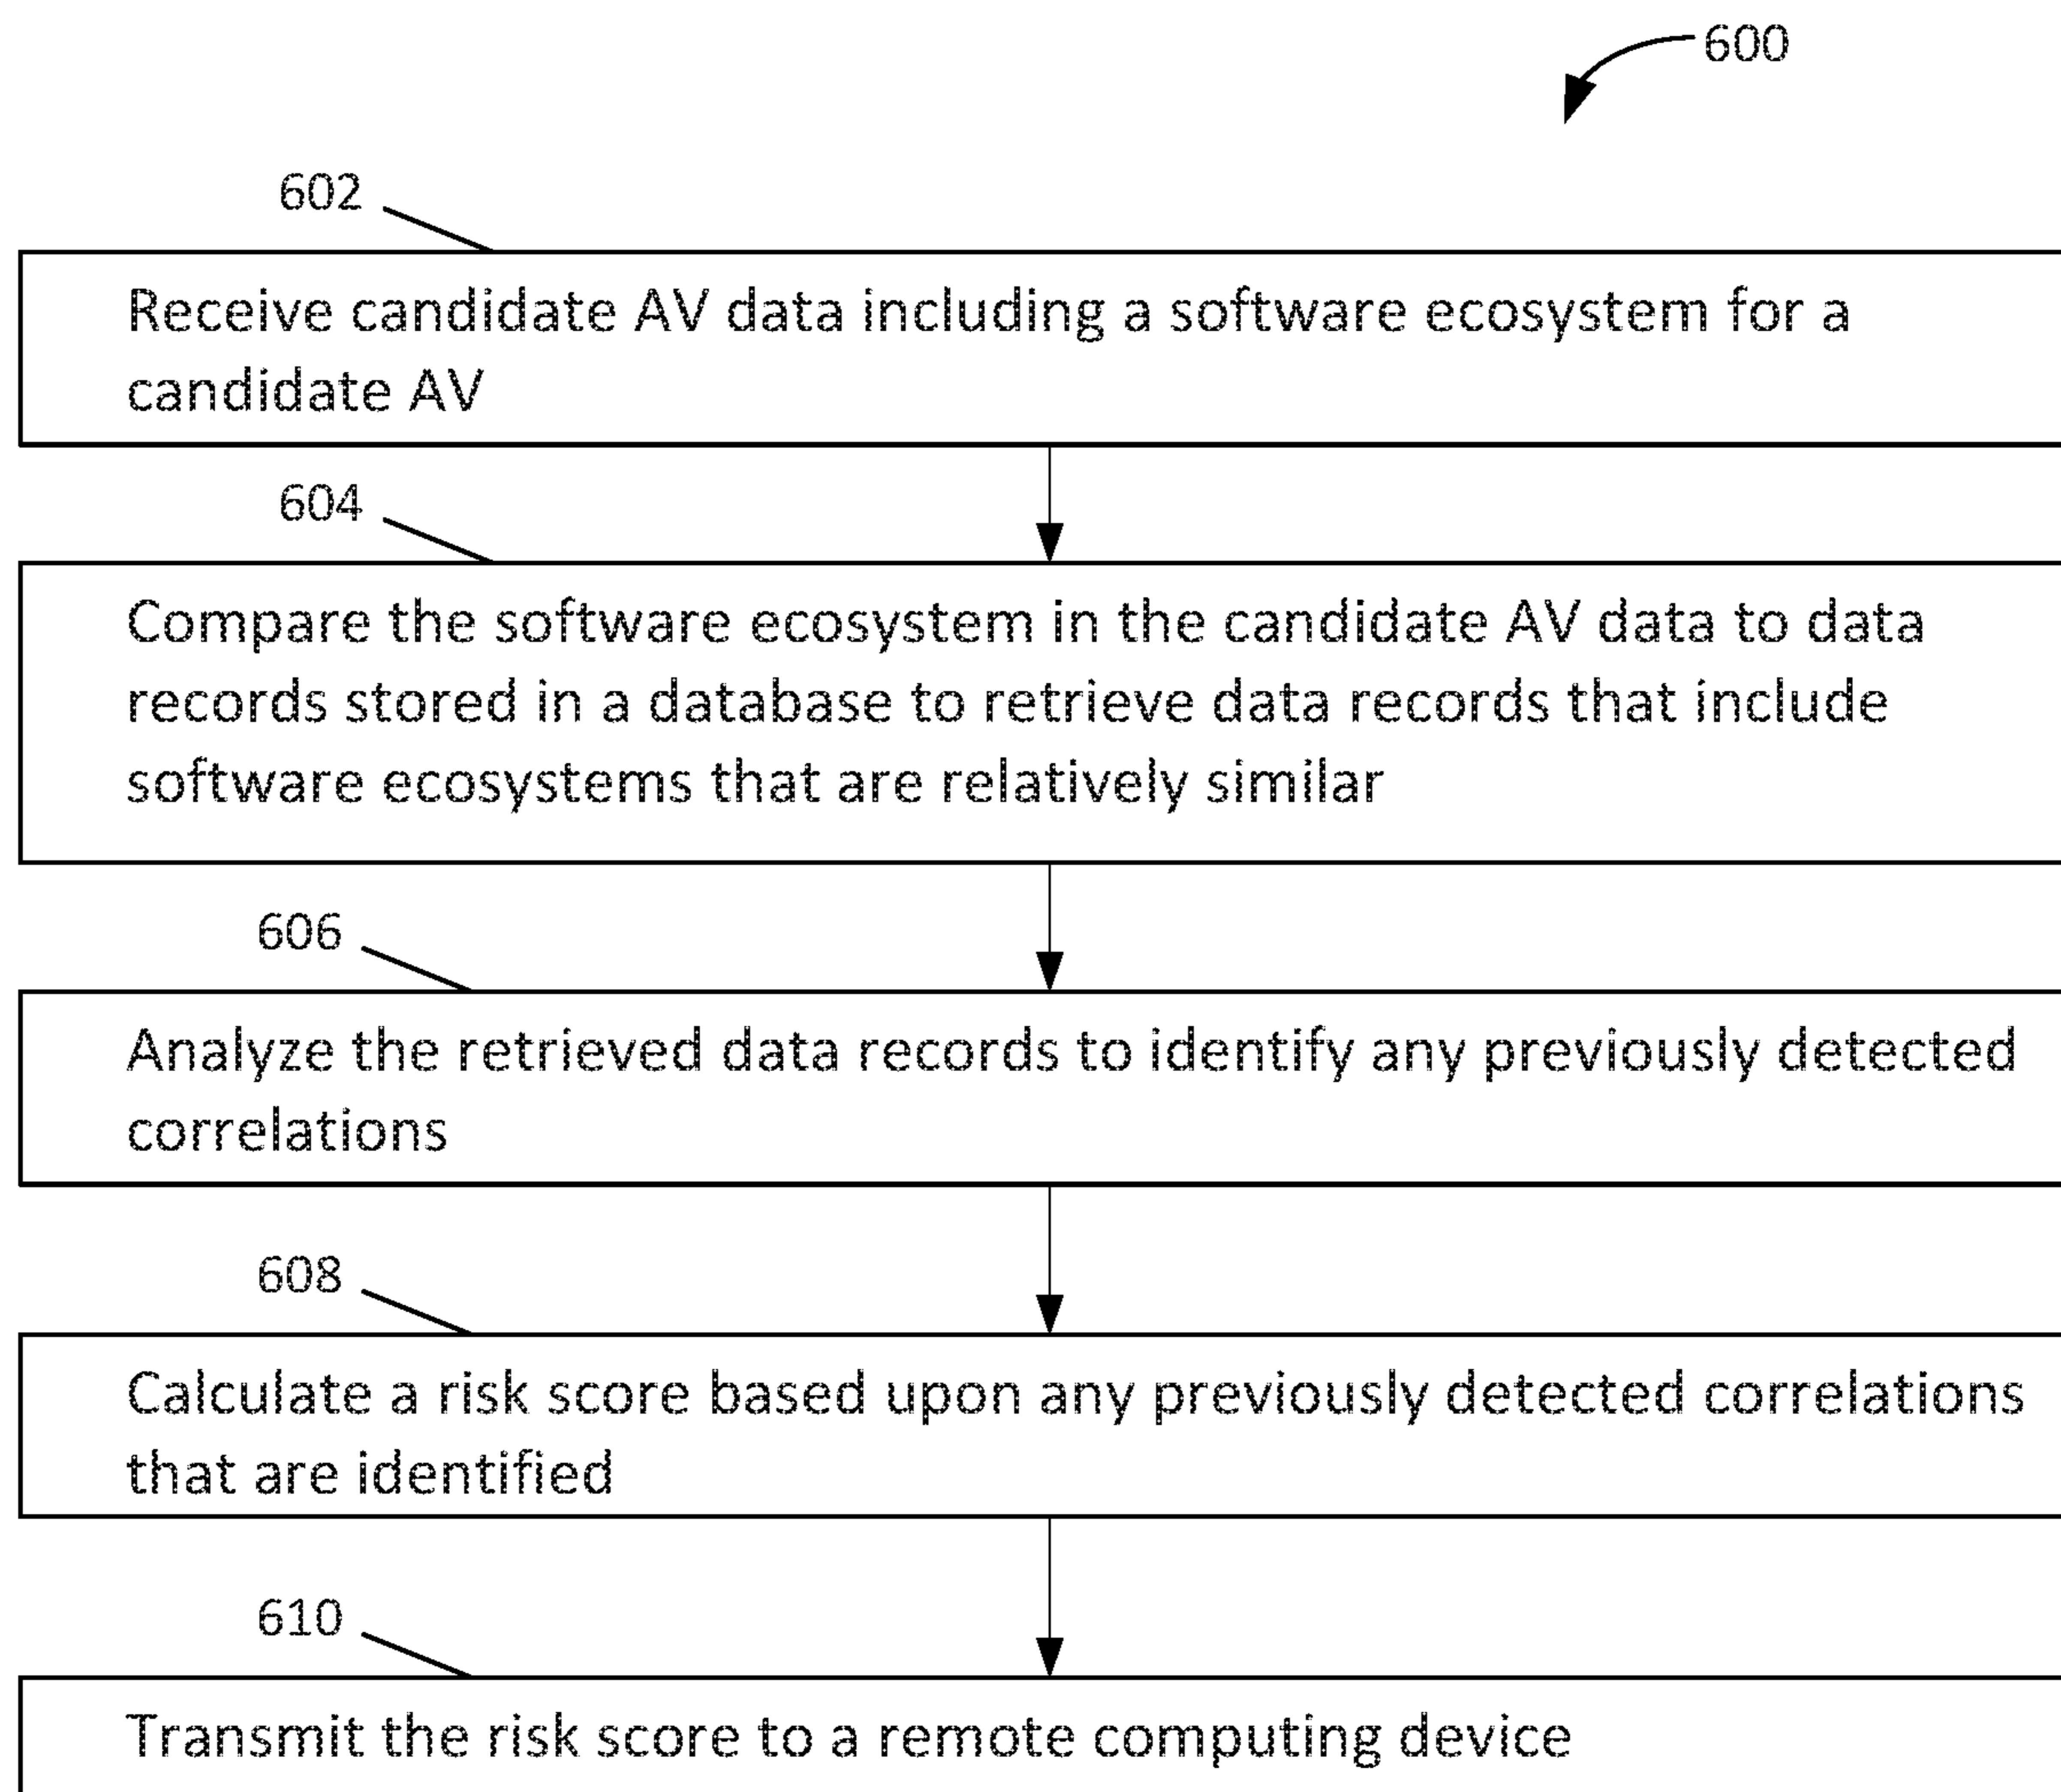 600
602
Receive candidate AV data including a software ecosystem for a
candidate AV
604
Compare the software ecosystem in the candidate AV data to data
records stored in a database to retrieve data records that include
software ecosystems that are relatively similar
606
Analyze the retrieved data records to identify any previously detected
correlations
608
Calculate a risk score based upon any previously detected correlations
that are identified
610
Transmit the risk score to a remote computing device